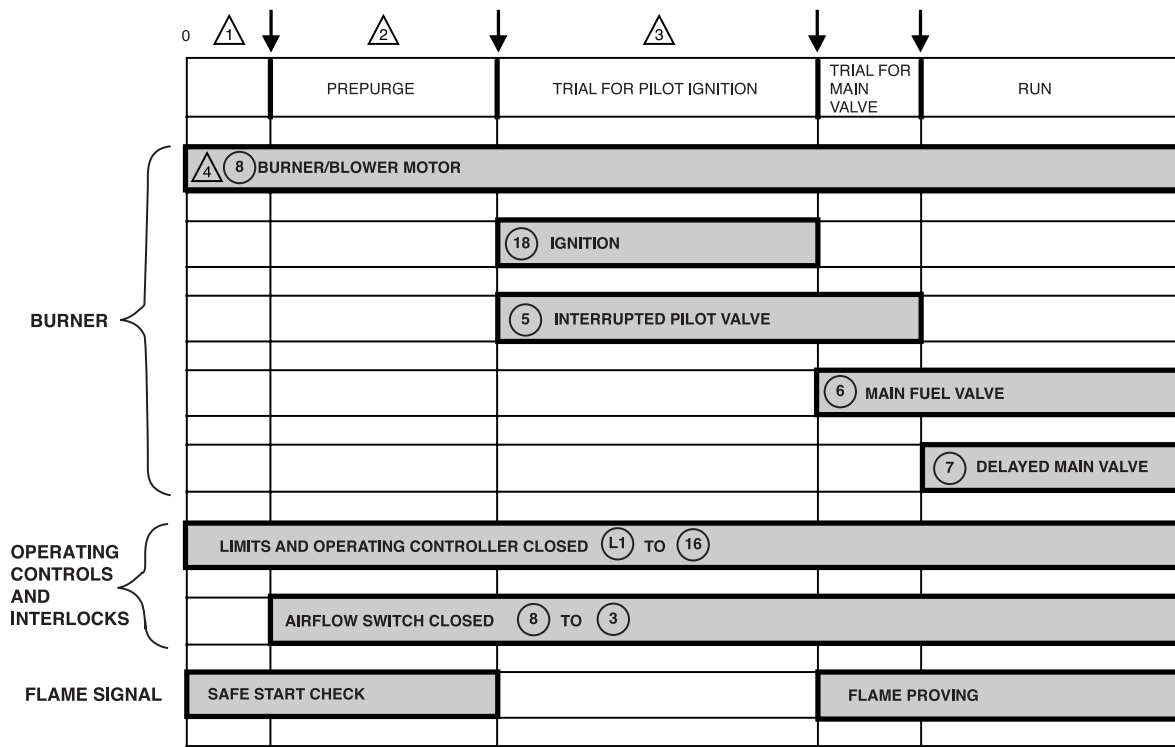 0 1 2 3
PREPURGE
TRIAL FOR PILOT IGNITION
TRIAL FOR
MAIN
VALVE
RUN
BURNER
4 8 BURNER/BLOWER MOTOR
18 IGNITION
5 INTERRUPTED PILOT VALVE
6 MAIN FUEL VALVE
7 DELAYED MAIN VALVE
OPERATING
CONTROLS
AND
INTERLOCKS
LIMITS AND OPERATING CONTROLLER CLOSED L1 TO 16
AIRFLOW SWITCH CLOSED 8 TO 3
FLAME SIGNAL
SAFE START CHECK
FLAME PROVING